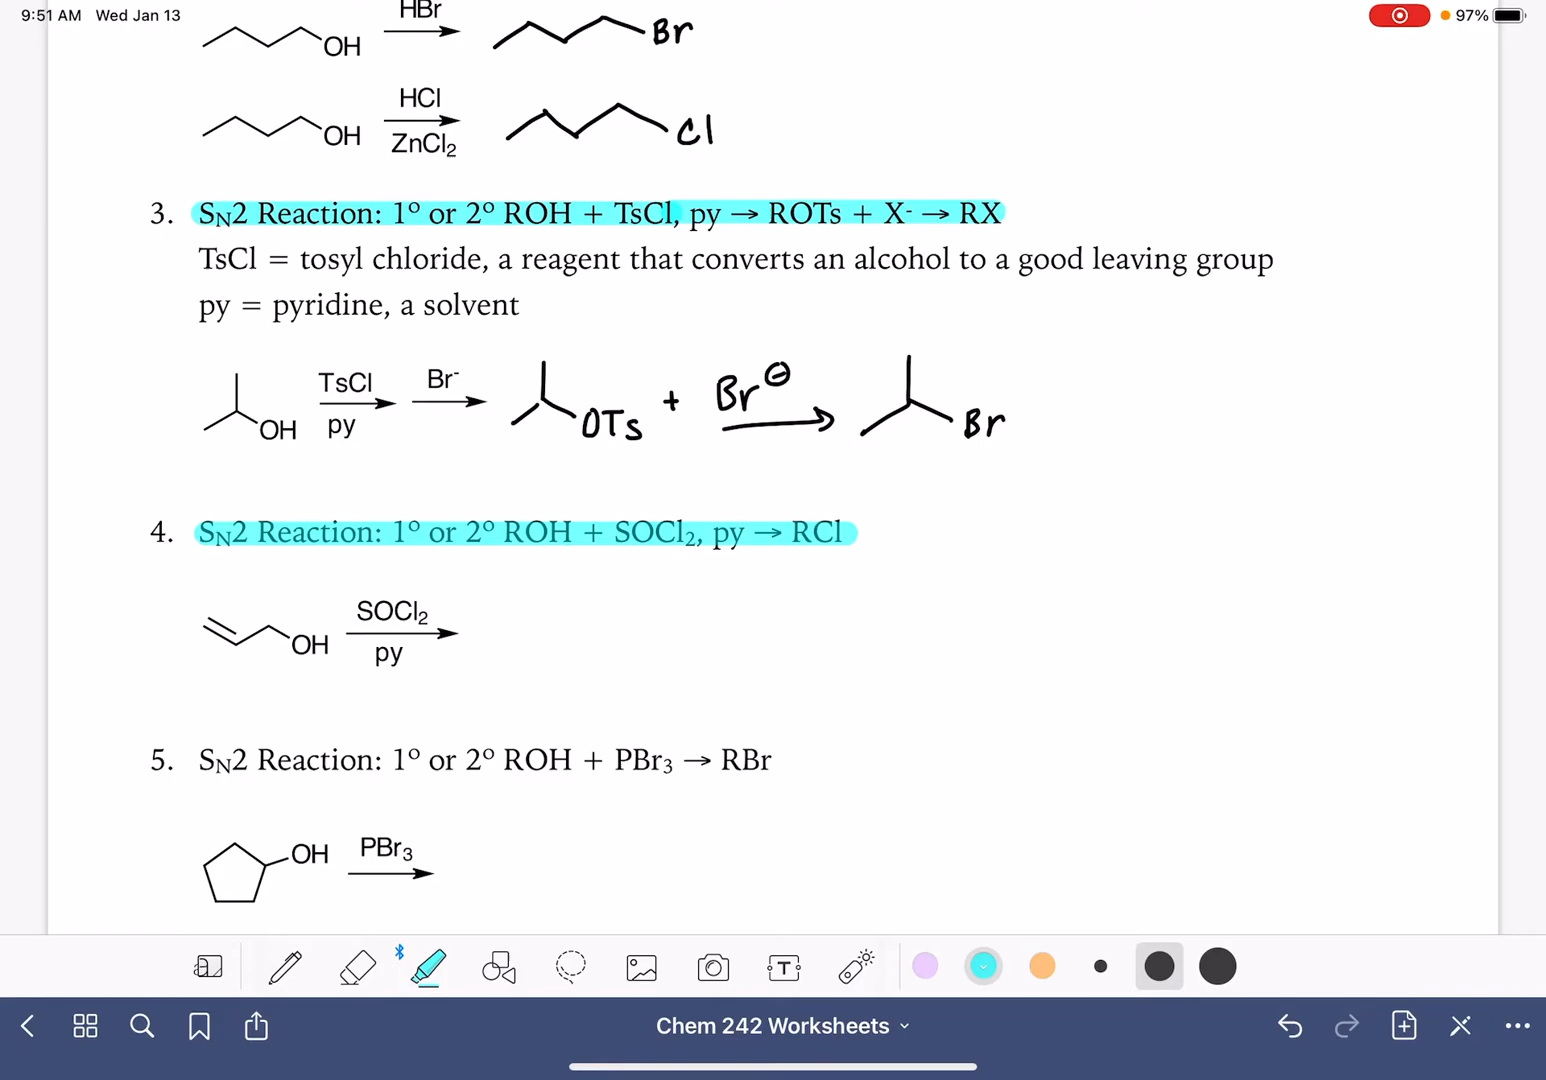 9:51 AM Wed Jan 13
97%
OH HBr Br
OH HCl ZnCl₂ Cl
3. S_N2 Reaction: 1° or 2° ROH + TsCl, py → ROTs + X⁻ → RX
TsCl = tosyl chloride, a reagent that converts an alcohol to a good leaving group
py = pyridine, a solvent
OH TsCl py Br⁻ OTs + Br⊖ Br
4. S_N2 Reaction: 1° or 2° ROH + SOCl₂, py → RCl
OH SOCl₂ py
5. S_N2 Reaction: 1° or 2° ROH + PBr₃ → RBr
OH PBr₃
a
T
Chem 242 Worksheets